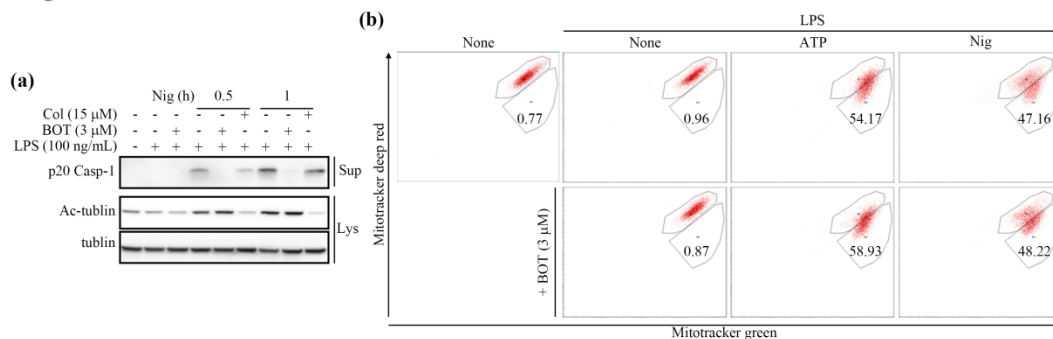 (a)
Nig (h) 0.5 1
Col (15 μM) - - - - - + - - +
BOT (3 μM) - - + - + - - + -
LPS (100 ng/mL) - + + + + + + + +
p20 Casp-1 Sup
Ac-tublin
Lys
tublin
(b)
LPS
None None ATP Nig
Mitotracker deep red
0.77 0.96 54.17 47.16
+ BOT (3 μM)
0.87 58.93 48.22
Mitotracker green